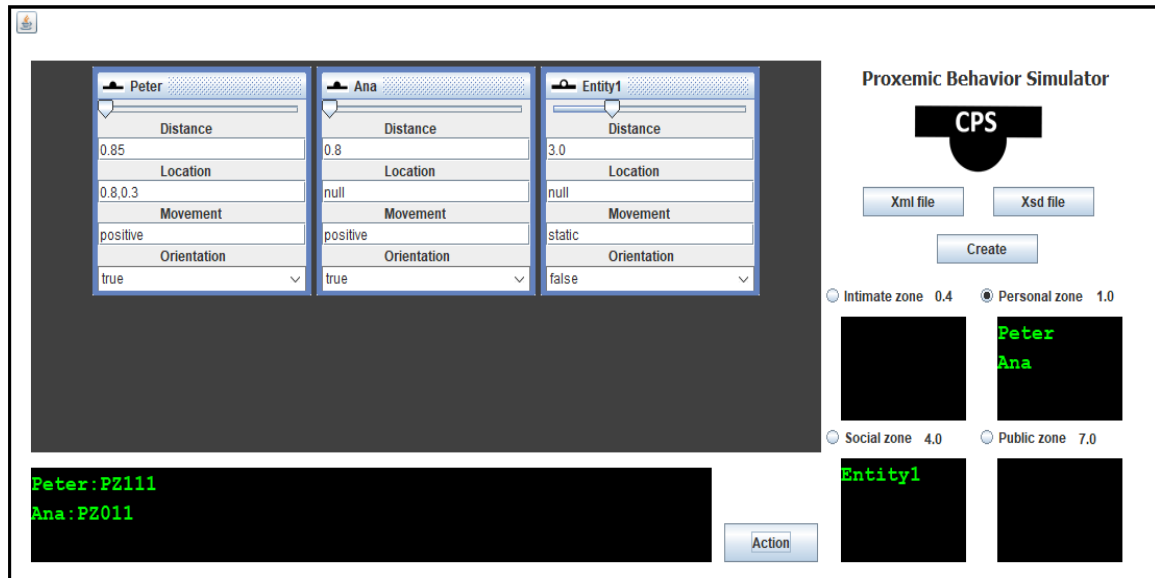 Peter
Distance
0.85
Location
0.8,0.3
Movement
positive
Orientation
true
Ana
Distance
0.8
Location
null
Movement
positive
Orientation
true
Entity1
Distance
3.0
Location
null
Movement
static
Orientation
false
Proxemic Behavior Simulator
CPS
Xml file
Xsd file
Create
Intimate zone 0.4
Personal zone 1.0
Peter
Ana
Social zone 4.0
Public zone 7.0
Entity1
Peter:PZ111
Ana:PZ011
Action